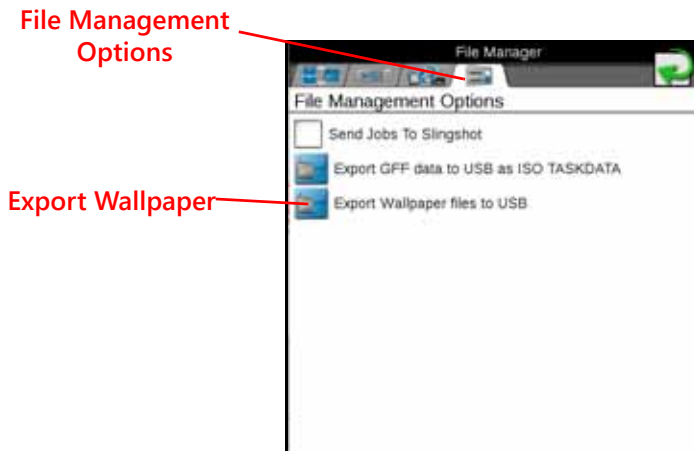 File Management
Options
File Manager
File Management Options
Send Jobs To Slingshot
Export GFF data to USB as ISO TASKDATA
Export Wallpaper
Export Wallpaper files to USB